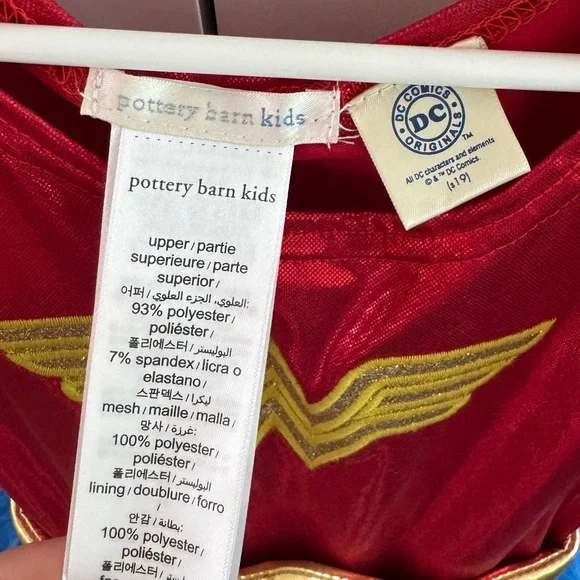 pottery barn kids
DC COMICS
DC
ORIGINALS
™
All DC characters and elements
© & ™ DC Comics.
(s19)
pottery barn kids
upper / partie
superieure / parte
superior /
어퍼 / العلوي، الجزء العلوي:
93% polyester /
poliéster /
폴리에스터 / البوليستر
7% spandex / licra o
elastano /
스판덱스 / ليكرا
mesh / maille / malla /
망사 / غرزة:
100% polyester /
poliéster /
폴리에스터 / البوليستر
lining / doublure / forro
/
안감 / بطانة:
100% polyester /
poliéster /
폴리에스터 / البوليستر